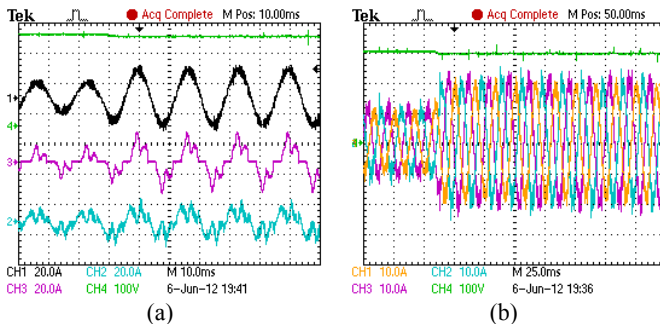 Tek Acq Complete M Pos: 10.00ms
1
4
3
2
CH1 20.0A CH2 20.0A M 10.0ms
CH3 20.0A CH4 100V 6-Jun-12 19:41
(a)
Tek Acq Complete M Pos: 50.00ms
CH1 10.0A CH2 10.0A M 25.0ms
CH3 10.0A CH4 100V 6-Jun-12 19:36
(b)